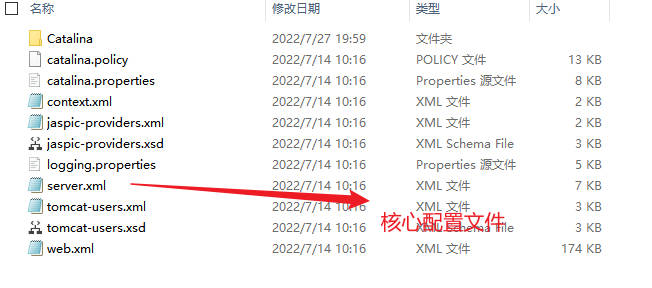 名称 修改日期 类型 大小
Catalina 2022/7/27 19:59 文件夹
catalina.policy 2022/7/14 10:16 POLICY 文件 13 KB
catalina.properties 2022/7/14 10:16 Properties 源文件 8 KB
context.xml 2022/7/14 10:16 XML 文件 2 KB
jaspic-providers.xml 2022/7/14 10:16 XML 文件 2 KB
jaspic-providers.xsd 2022/7/14 10:16 XML Schema File 3 KB
logging.properties 2022/7/14 10:16 Properties 源文件 5 KB
server.xml 2022/7/14 10:16 XML 文件 7 KB
tomcat-users.xml 2022/7/14 10:16 XML 文件 3 KB
核心配置文件
tomcat-users.xsd 2022/7/14 10:16 XML Schema File 3 KB
web.xml 2022/7/14 10:16 XML 文件 174 KB